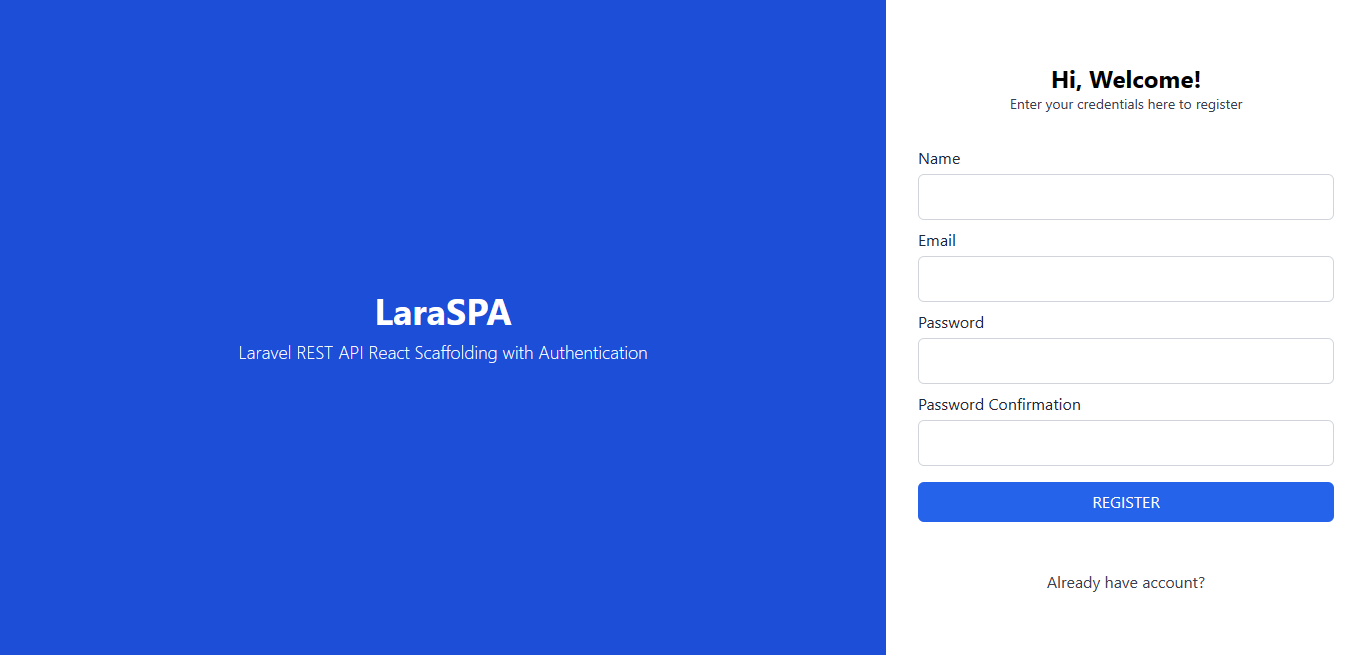 LaraSPA
Laravel REST API React Scaffolding with Authentication
Hi, Welcome!
Enter your credentials here to register
Name
Email
Password
Password Confirmation
REGISTER
Already have account?